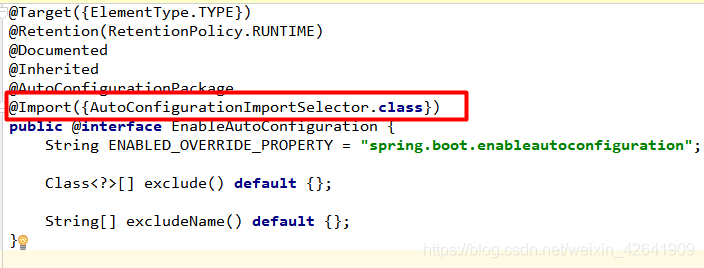 @Target({ElementType.TYPE})
@Retention(RetentionPolicy.RUNTIME)
@Documented
@Inherited
@AutoConfigurationPackage
@Import({AutoConfigurationImportSelector.class})
public @interface EnableAutoConfiguration {
    String ENABLED_OVERRIDE_PROPERTY = "spring.boot.enableautoconfiguration";
    Class<?>[] exclude() default {};
    String[] excludeName() default {};
}
https://blog.csdn.net/weixin_42641909